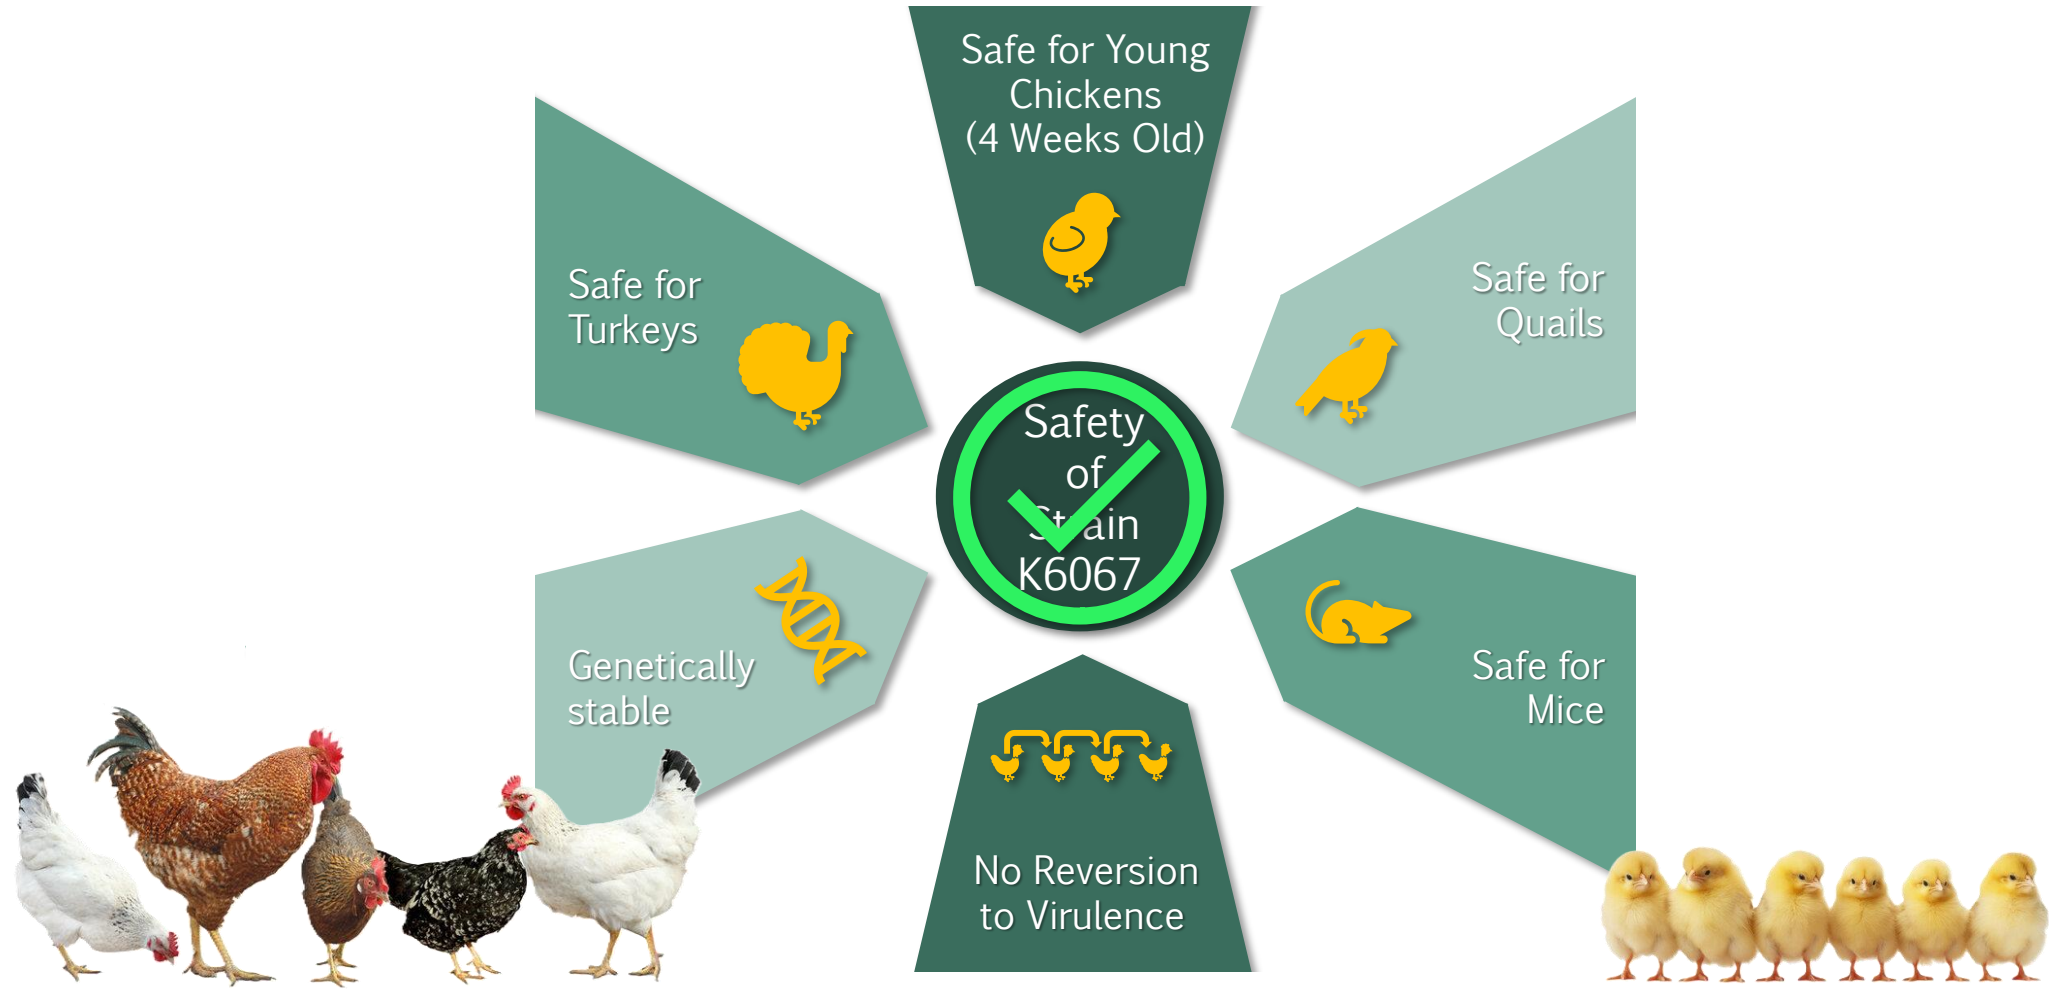 Safe for Young
Chickens
(4 Weeks Old)
Safe for
Turkeys
Safe for
Quails
Safety
of
Strain
K6067
Genetically
stable
Safe for
Mice
No Reversion
to Virulence